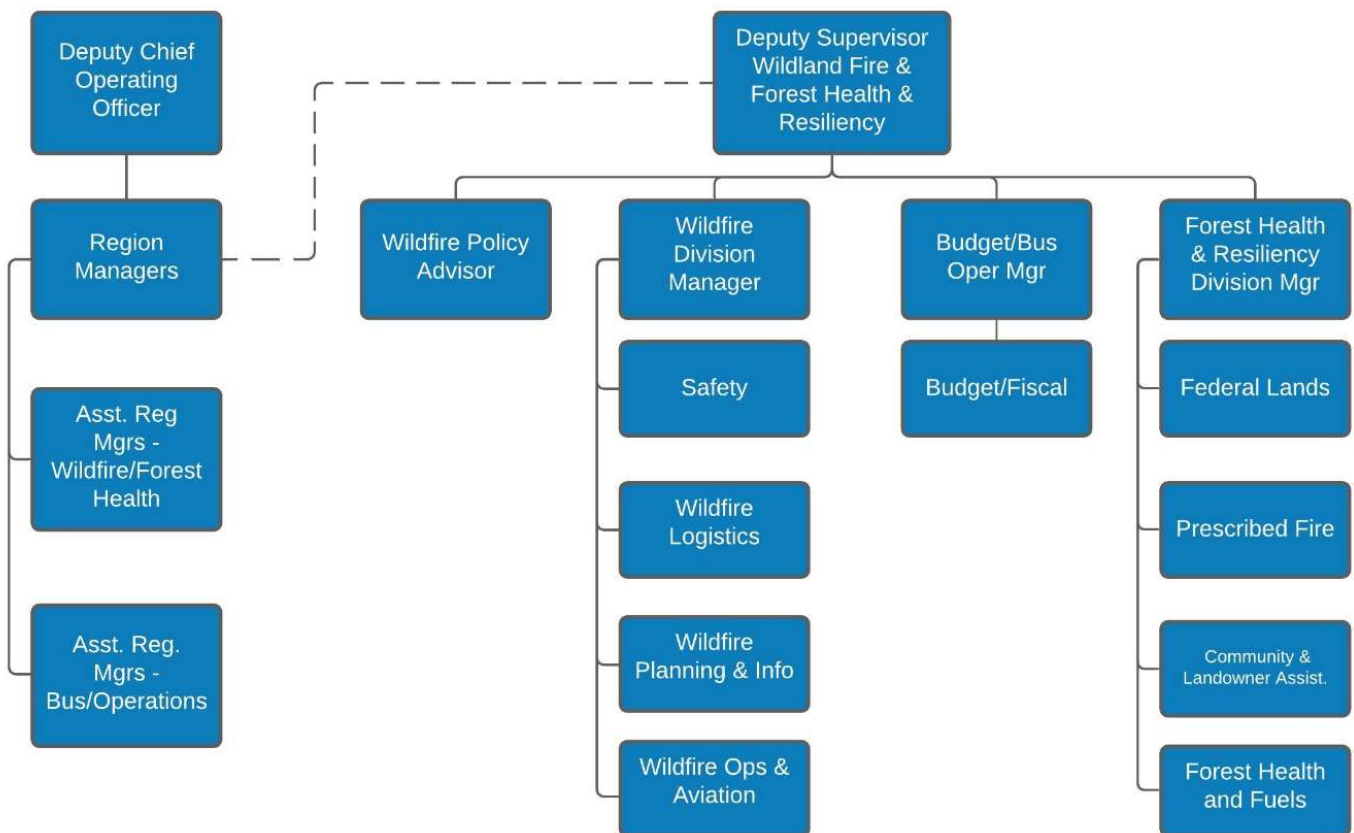 Deputy Chief
Operating
Officer
Deputy Supervisor
Wildland Fire &
Forest Health &
Resiliency
Region
Managers
Wildfire Policy
Advisor
Wildfire
Division
Manager
Budget/Bus
Oper Mgr
Forest Health
& Resiliency
Division Mgr
Asst. Reg
Mgrs -
Wildfire/Forest
Health
Safety
Budget/Fiscal
Federal Lands
Wildfire
Logistics
Prescribed Fire
Asst. Reg.
Mgrs -
Bus/Operations
Wildfire
Planning & Info
Community &
Landowner Assist.
Wildfire Ops &
Aviation
Forest Health
and Fuels